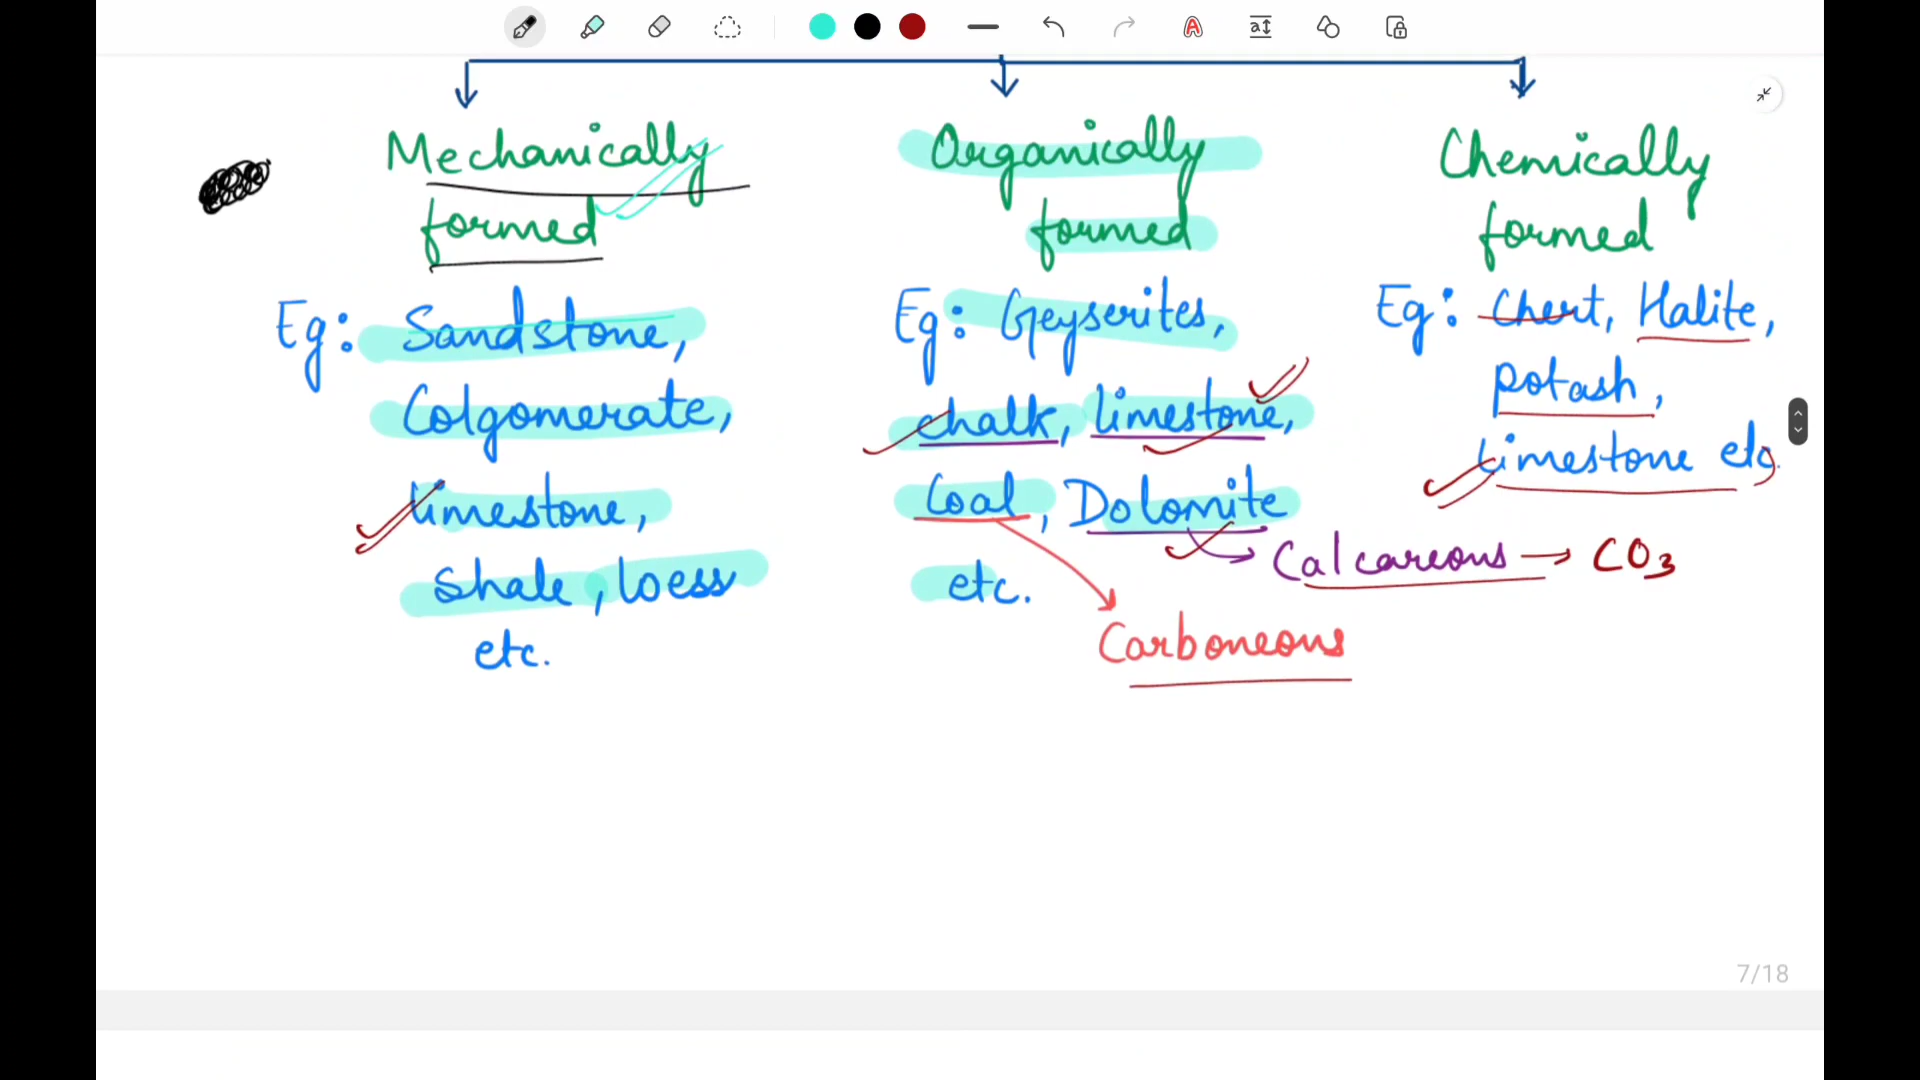 Mechanically
formed
Eg: Sandstone,
Colgomerate,
limestone,
Shale, loess
etc.
Organically
formed
Eg: Geyserites,
chalk, limestone,
Coal, Dolomite
etc.
Calcareous → CO3
Carboneous
Chemically
formed
Eg: Chert, Halite,
potash,
limestone etc.
7/18